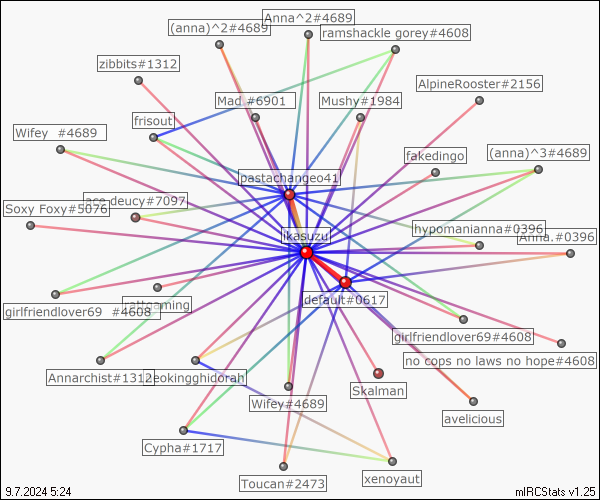 Anna^2#4689
(anna)^2#4689
ramshackle gorey#4608
zibbits#1312
AlpineRooster#2156
Mad.#6901
Mushy#1984
frisout
Wifey #4689
fakedingo
(anna)^3#4689
pastachangeo41
ace deucy#7097
Soxy Foxy#5076
hypomanianna#0396
ikasuzu
Anna.#0396
default#0617
girlfriendlover69 #4608
girlfriendlover69#4608
no cops no laws no hope#4608
Annarchist#1312
Skalman
Wifey#4689
avelicious
Cypha#1717
xenoyaut
Toucan#2473
9.7.2024 5:24
mIRCStats v1.25